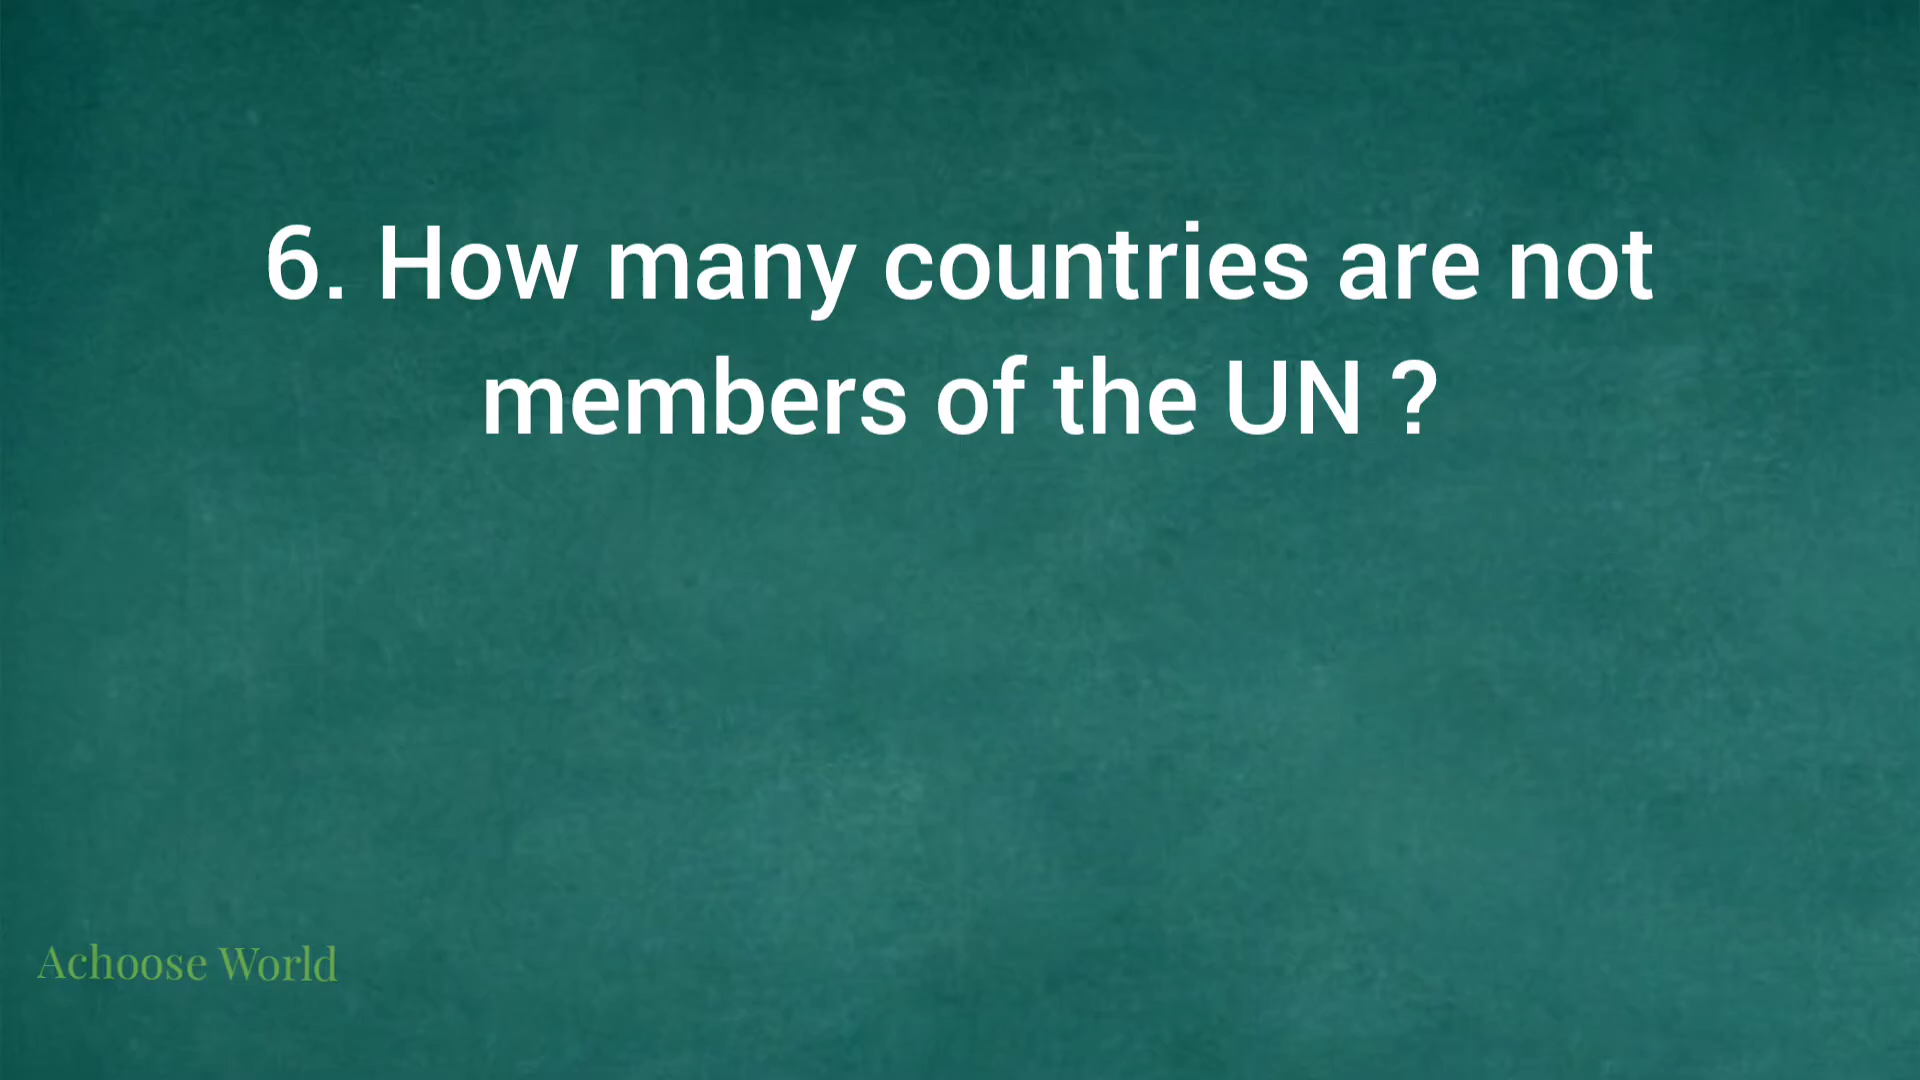 6. How many countries are not
members of the UN ?
Achoose World